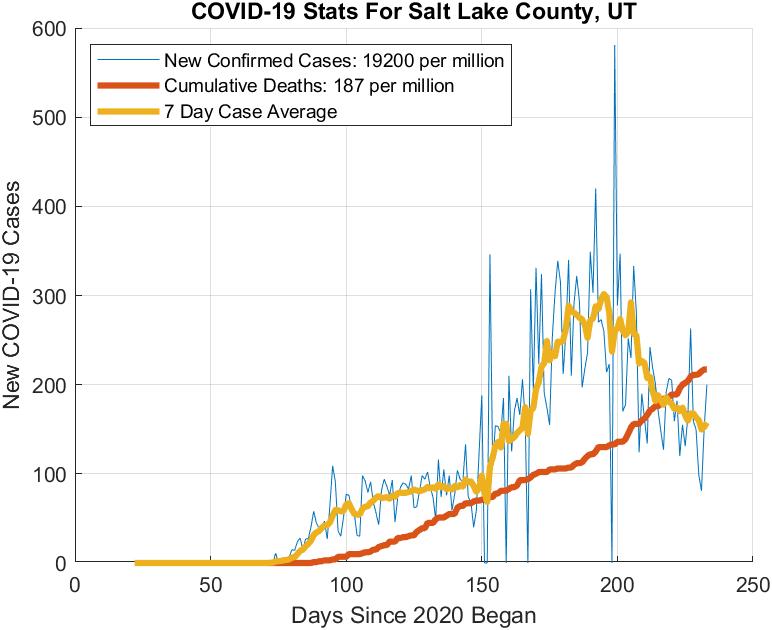 COVID-19 Stats For Salt Lake County, UT
New Confirmed Cases: 19200 per million
Cumulative Deaths: 187 per million
7 Day Case Average
New COVID-19 Cases
600
500
400
300
200
100
0
0 50 100 150 200 250
Days Since 2020 Began